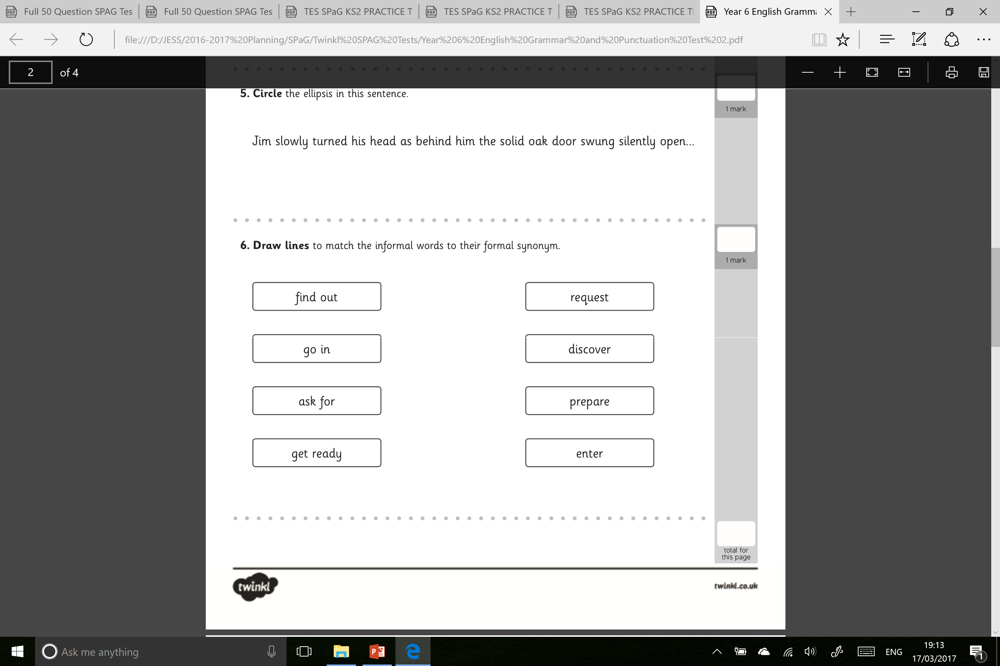 Full 50 Question SPAG Tes
Full 50 Question SPAG Tes
TES SPaG KS2 PRACTICE T
TES SPaG KS2 PRACTICE T
TES SPaG KS2 PRACTICE T
Year 6 English Gramma
file:///D:/JESS/2016-2017%20Planning/SPaG/Twinkl%20SPAG%20Tests/Year%206%20English%20Grammar%20and%20Punctuation%20Test%202.pdf
2 of 4
5. Circle the ellipsis in this sentence.
1 mark
Jim slowly turned his head as behind him the solid oak door swung silently open...
6. Draw lines to match the informal words to their formal synonym.
1 mark
find out
request
go in
discover
ask for
prepare
get ready
enter
total for
this page
twinkl
twinkl.co.uk
Ask me anything
ENG
19:13
17/03/2017
1